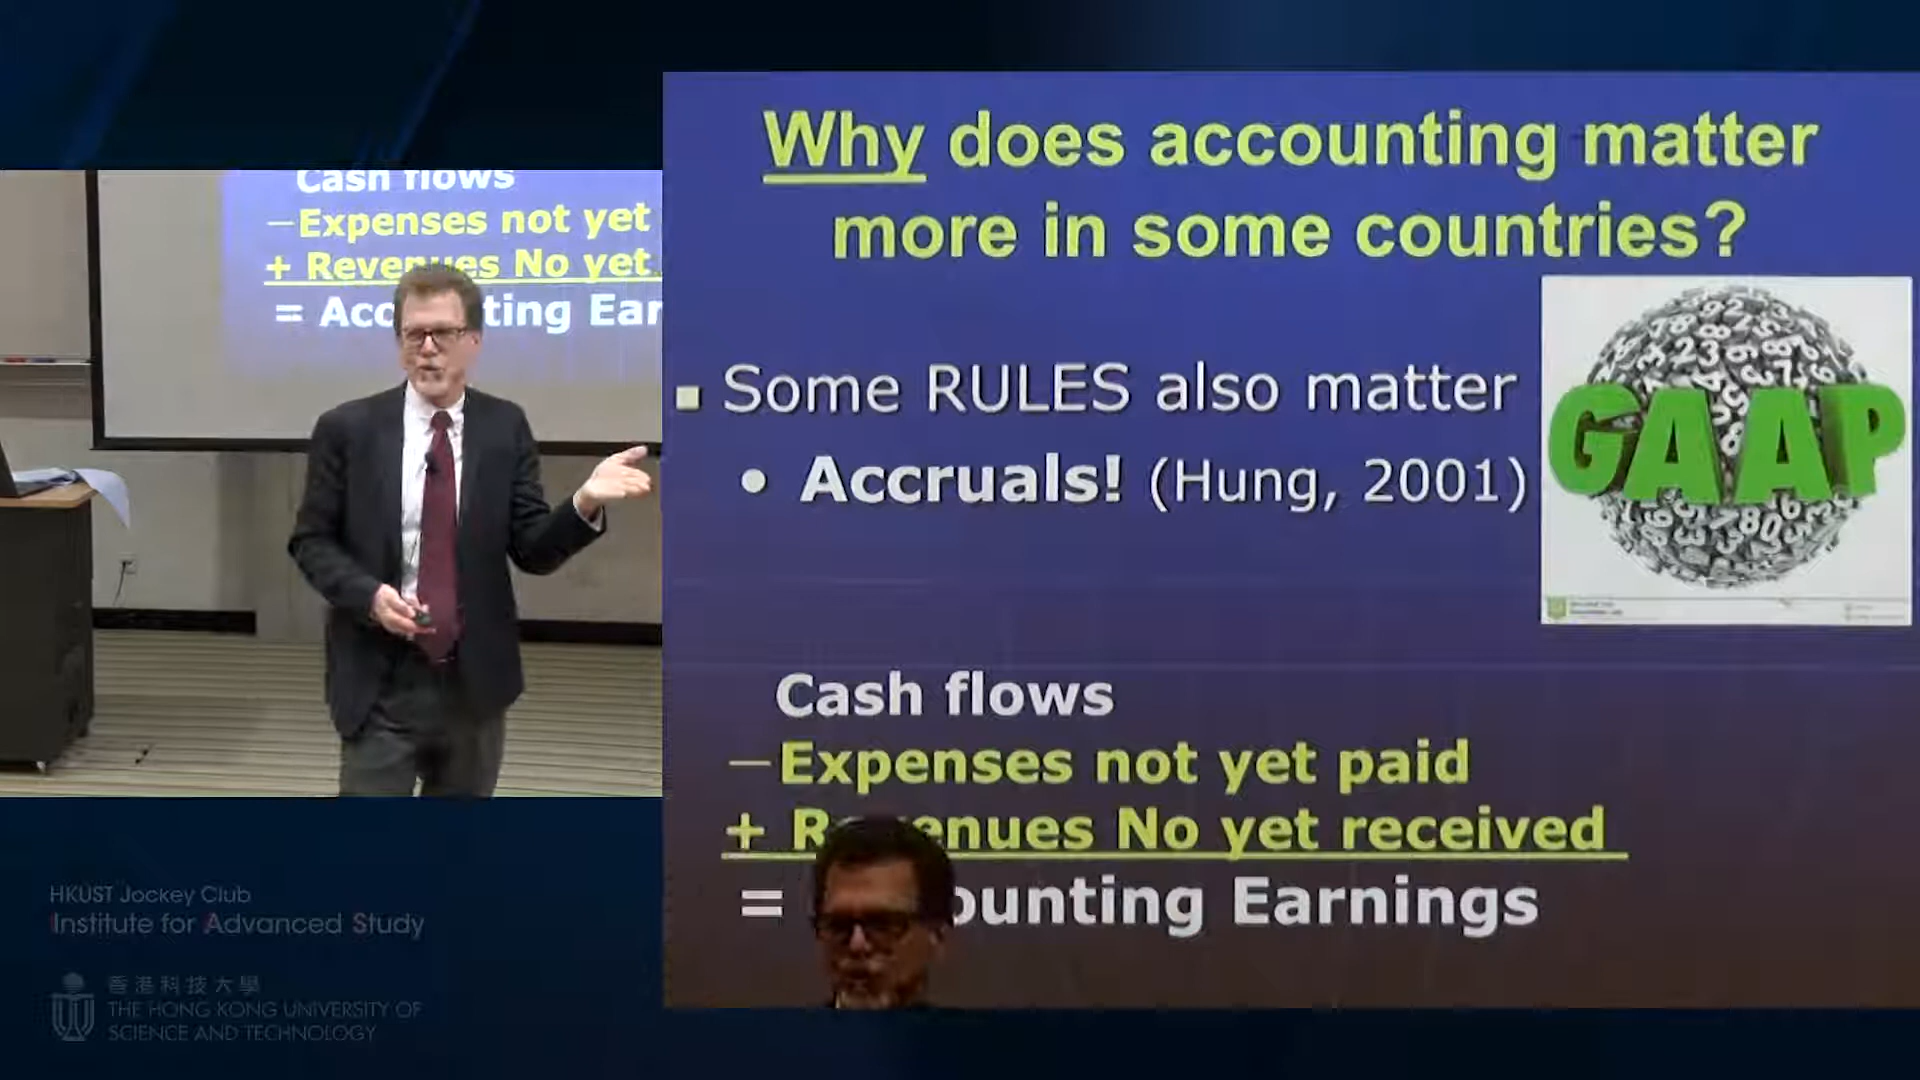 Cash flows
—Expenses not yet
+ Revenues No yet
= Accounting Ear
Why does accounting matter
more in some countries?
Some RULES also matter
• Accruals! (Hung, 2001)
GAAP
Cash flows
—Expenses not yet paid
+ Revenues No yet received
= Accounting Earnings
HKUST Jockey Club
Institute for Advanced Study
香港科技大學
THE HONG KONG UNIVERSITY OF
SCIENCE AND TECHNOLOGY